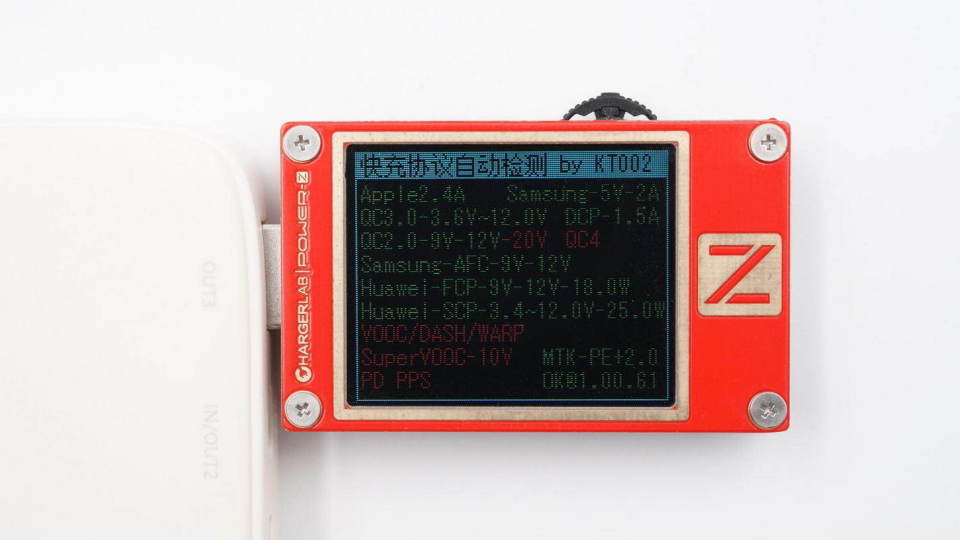 快充协议自动检测 by KT002
Apple2.4A Samsung-5V-2A
QC3.0-3.6V~12.0V DCP-1.5A
QC2.0-9V-12V-20V QC4
Samsung-AFC-9V-12V
Huawei-FCP-9V-12V-18.0W
Huawei-SCP-3.4~12.0V-25.0W
VOOC/DASH/WARP
SuperVOOC-10V MTK-PE+2.0
PD PPS OK@1.00.61
CHARGERLAB | POWER-Z
Z
OUT3
IN/OUT2